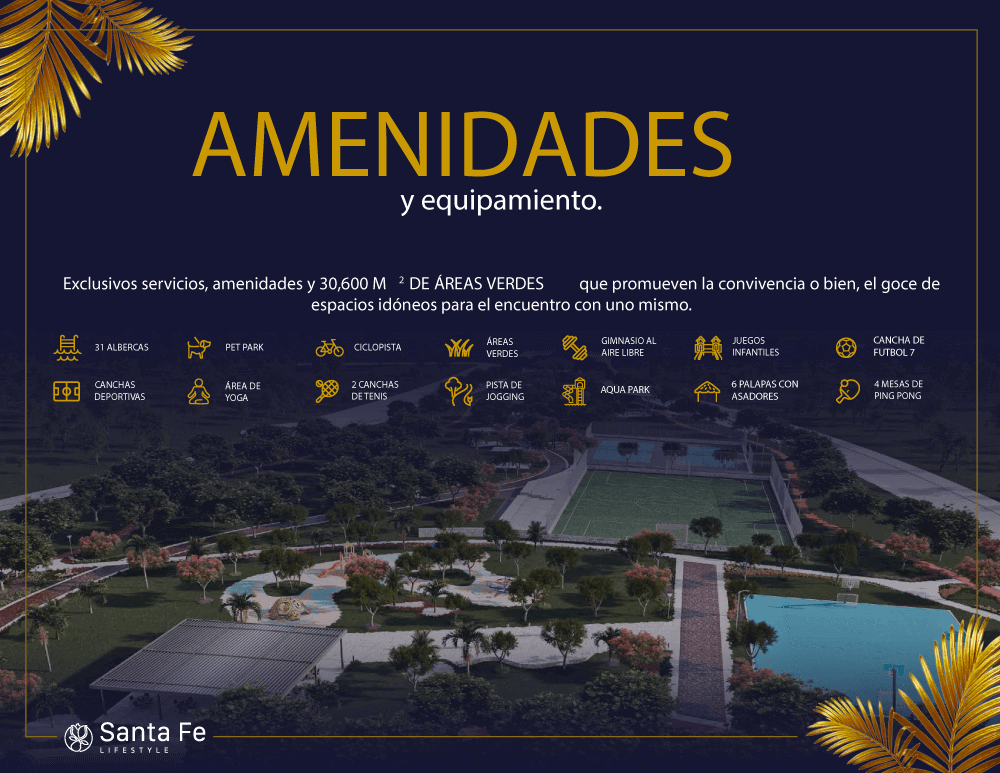 AMENIDADES
y equipamiento.
Exclusivos servicios, amenidades y 30,600 M ² DE ÁREAS VERDES que promueven la convivencia o bien, el goce de
espacios idóneos para el encuentro con uno mismo.
31 ALBERCAS
PET PARK
CICLOPISTA
ÁREAS
VERDES
GIMNASIO AL
AIRE LIBRE
JUEGOS
INFANTILES
CANCHA DE
FUTBOL 7
CANCHAS
DEPORTIVAS
ÁREA DE
YOGA
2 CANCHAS
DE TENIS
PISTA DE
JOGGING
AQUA PARK
6 PALAPAS CON
ASADORES
4 MESAS DE
PING PONG
Santa Fe
LIFESTYLE